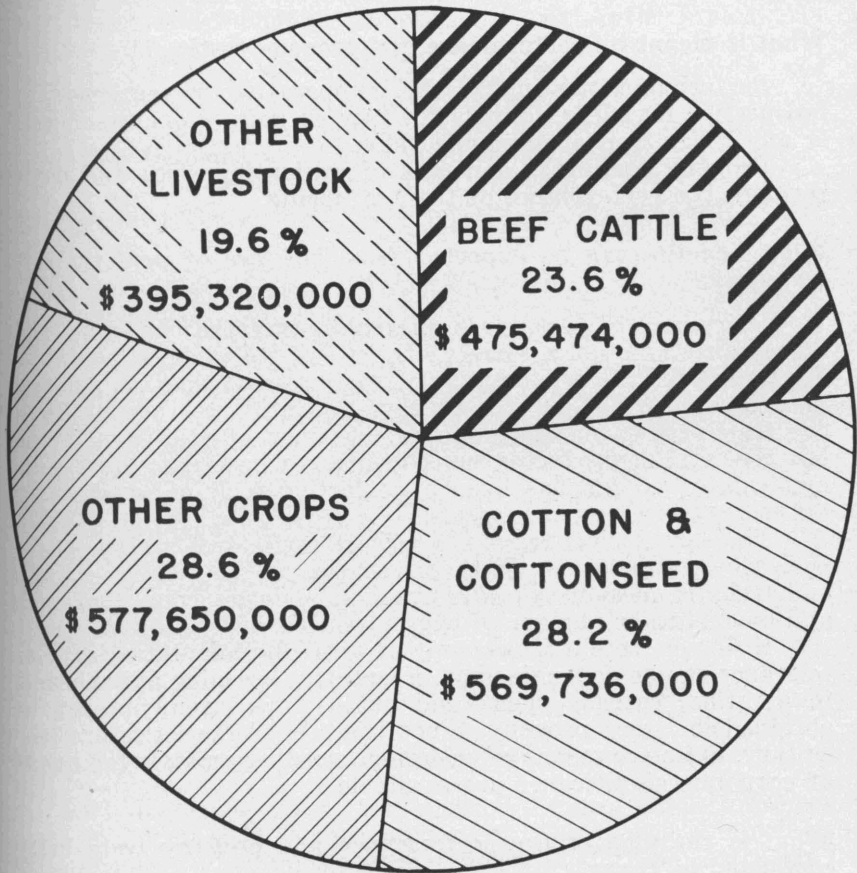 OTHER
LIVESTOCK
19.6 %
$ 395,320,000
BEEF CATTLE
23.6 %
$ 475,474,000
OTHER CROPS
28.6 %
$ 577,650,000
COTTON &
COTTONSEED
28.2 %
$ 569,736,000